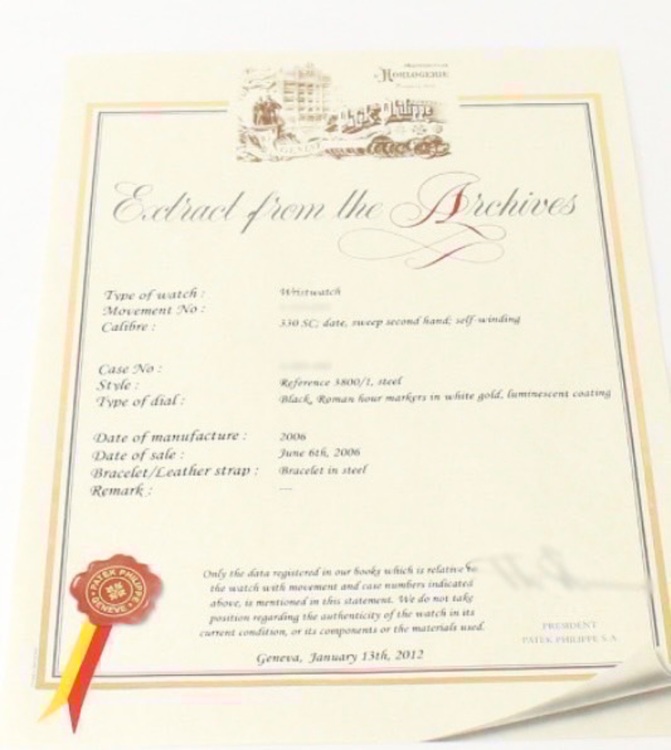 HORLOGERIE
Patek Philippe
GENEVE
Extract from the Archives
Type of watch : Wristwatch
Movement No :
Calibre : 330 SC; date, sweep second hand; self-winding
Case No :
Style : Reference 3800/1, steel
Type of dial : Black, Roman hour markers in white gold, luminescent coating
Date of manufacture : 2006
Date of sale : June 6th, 2006
Bracelet/Leather strap : Bracelet in steel
Remark : ---
Only the data registered in our books which is relative to
the watch with movement and case numbers indicated
above, is mentioned in this statement. We do not take
position regarding the authenticity of the watch in its
current condition, or its components or the materials used.
Geneva, January 13th, 2012
PRESIDENT
PATEK PHILIPPE S.A.
PATEK PHILIPPE
GENEVE